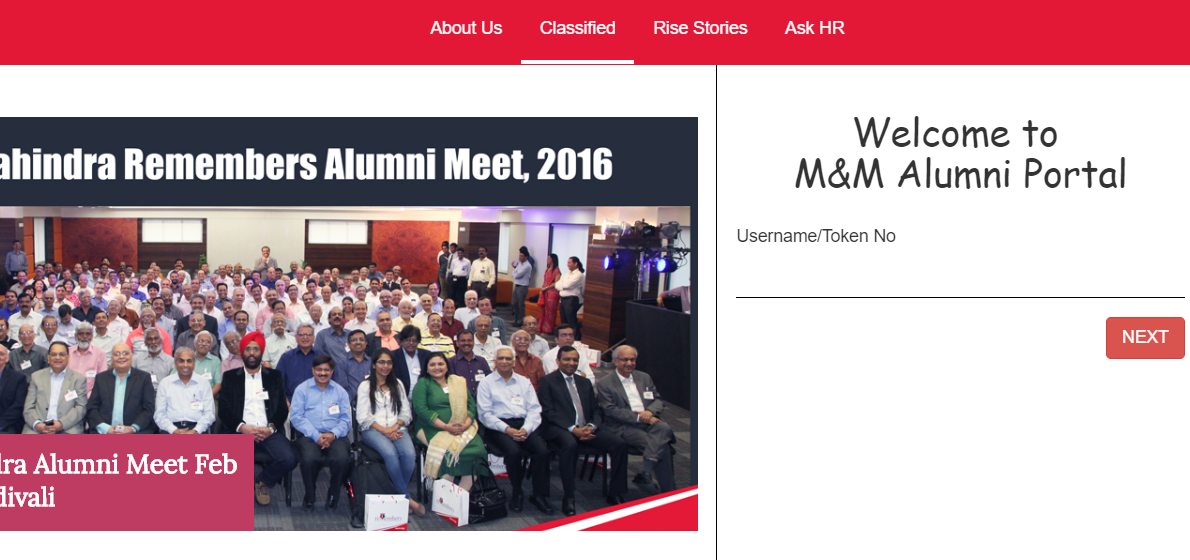 About Us Classified Rise Stories Ask HR
ahindra Remembers Alumni Meet, 2016
dra Alumni Meet Feb
divali
Welcome to
M&M Alumni Portal
Username/Token No
NEXT